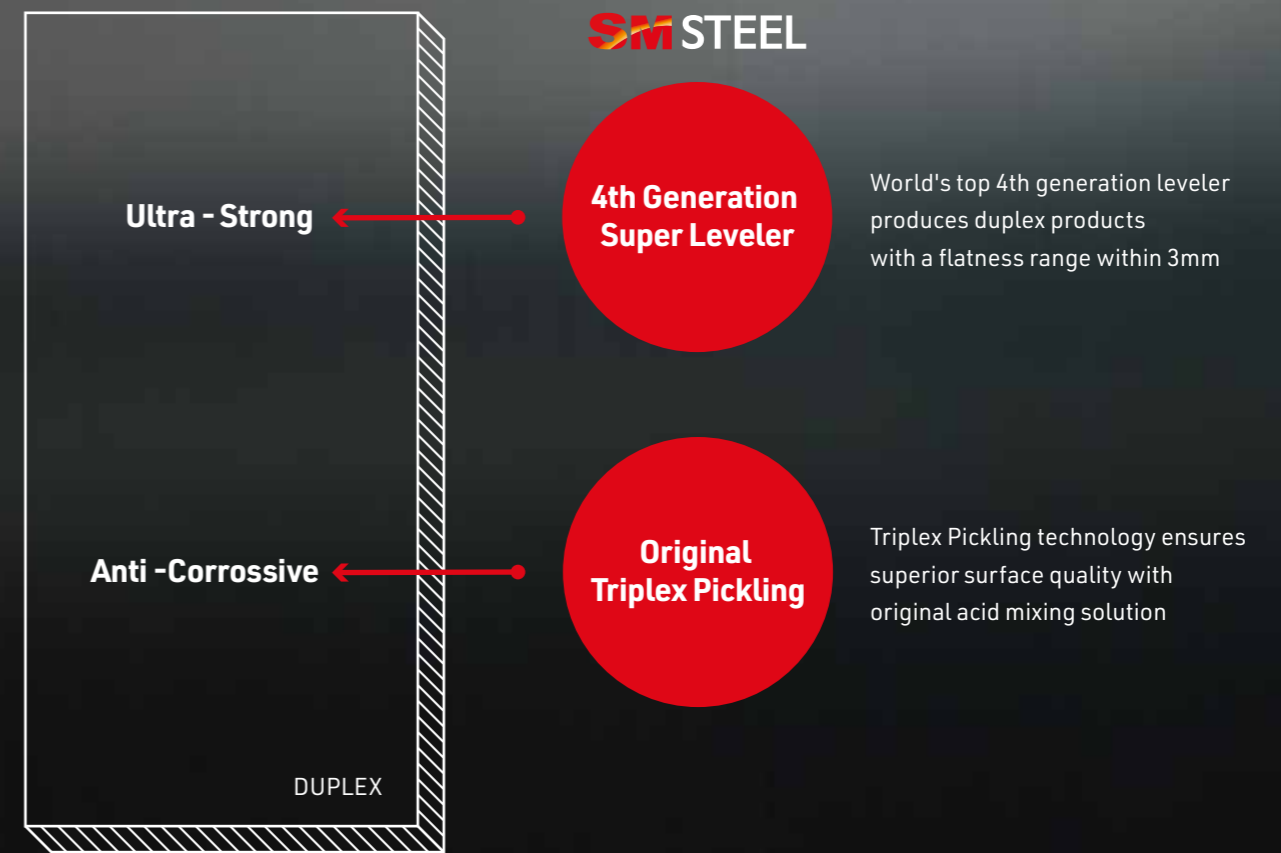 SM STEEL
Ultra - Strong
4th Generation
Super Leveler
World's top 4th generation leveler
produces duplex products
with a flatness range within 3mm
Anti -Corrossive
Original
Triplex Pickling
Triplex Pickling technology ensures
superior surface quality with
original acid mixing solution
DUPLEX